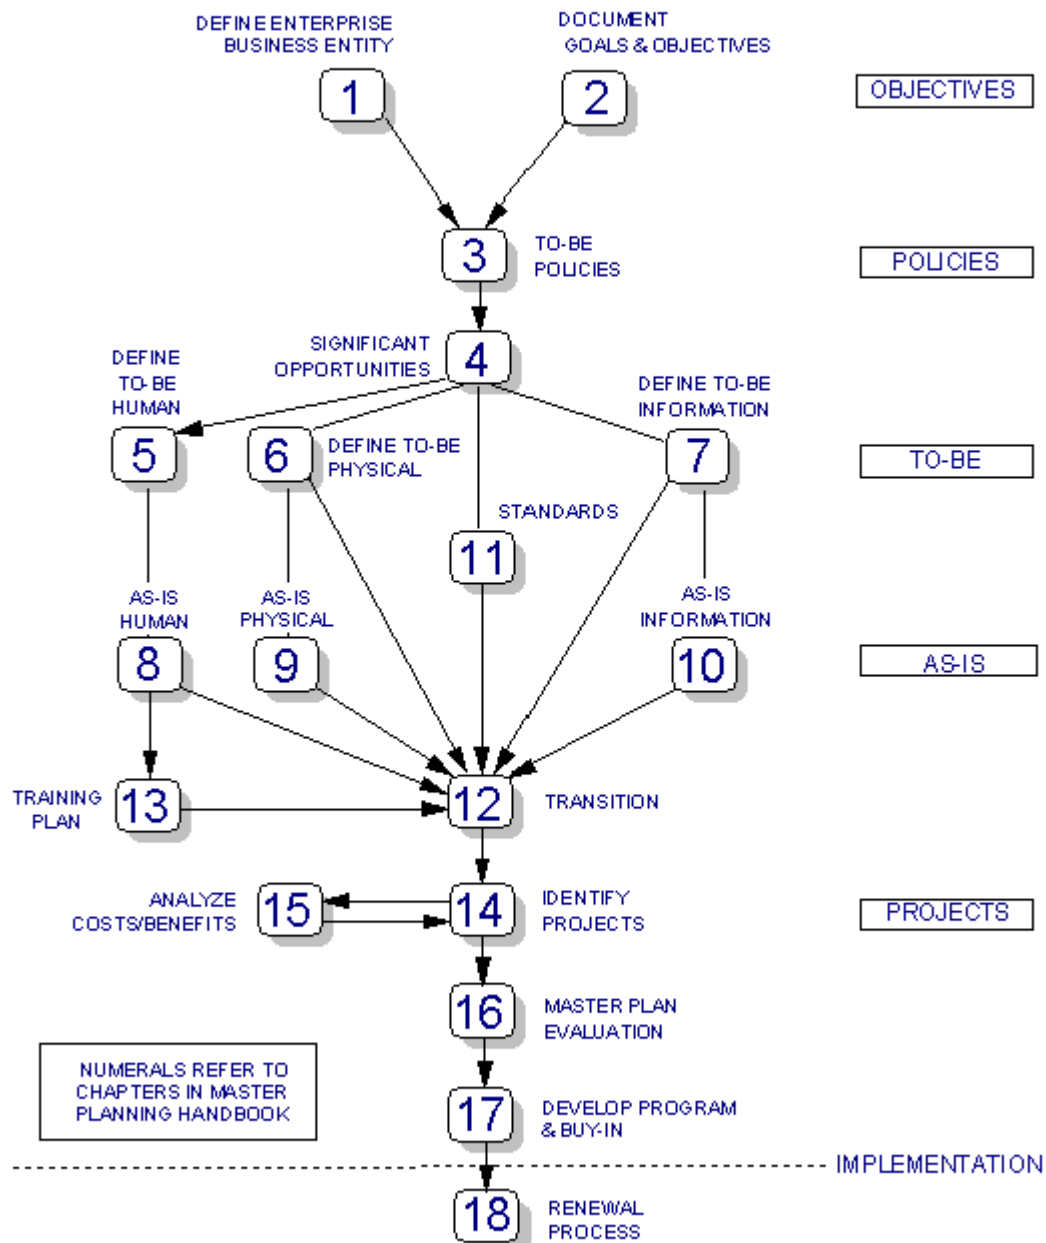 DEFINE ENTERPRISE
BUSINESS ENTITY
DOCUMENT
GOALS & OBJECTIVES
1
2
OBJECTIVES
3
TO-BE
POLICIES
POLICIES
SIGNIFICANT
OPPORTUNITIES
4
DEFINE
TO-BE
HUMAN
DEFINE TO-BE
INFORMATION
5
6
DEFINE TO-BE
PHYSICAL
7
TO-BE
STANDARDS
11
AS-IS
HUMAN
AS-IS
PHYSICAL
AS-IS
INFORMATION
8
9
10
AS-IS
TRAINING
PLAN
13
12
TRANSITION
ANALYZE
COSTS/BENEFITS
15
14
IDENTIFY
PROJECTS
PROJECTS
16
MASTER PLAN
EVALUATION
NUMERALS REFER TO
CHAPTERS IN MASTER
PLANNING HANDBOOK
17
DEVELOP PROGRAM
& BUY-IN
IMPLEMENTATION
18
RENEWAL
PROCESS